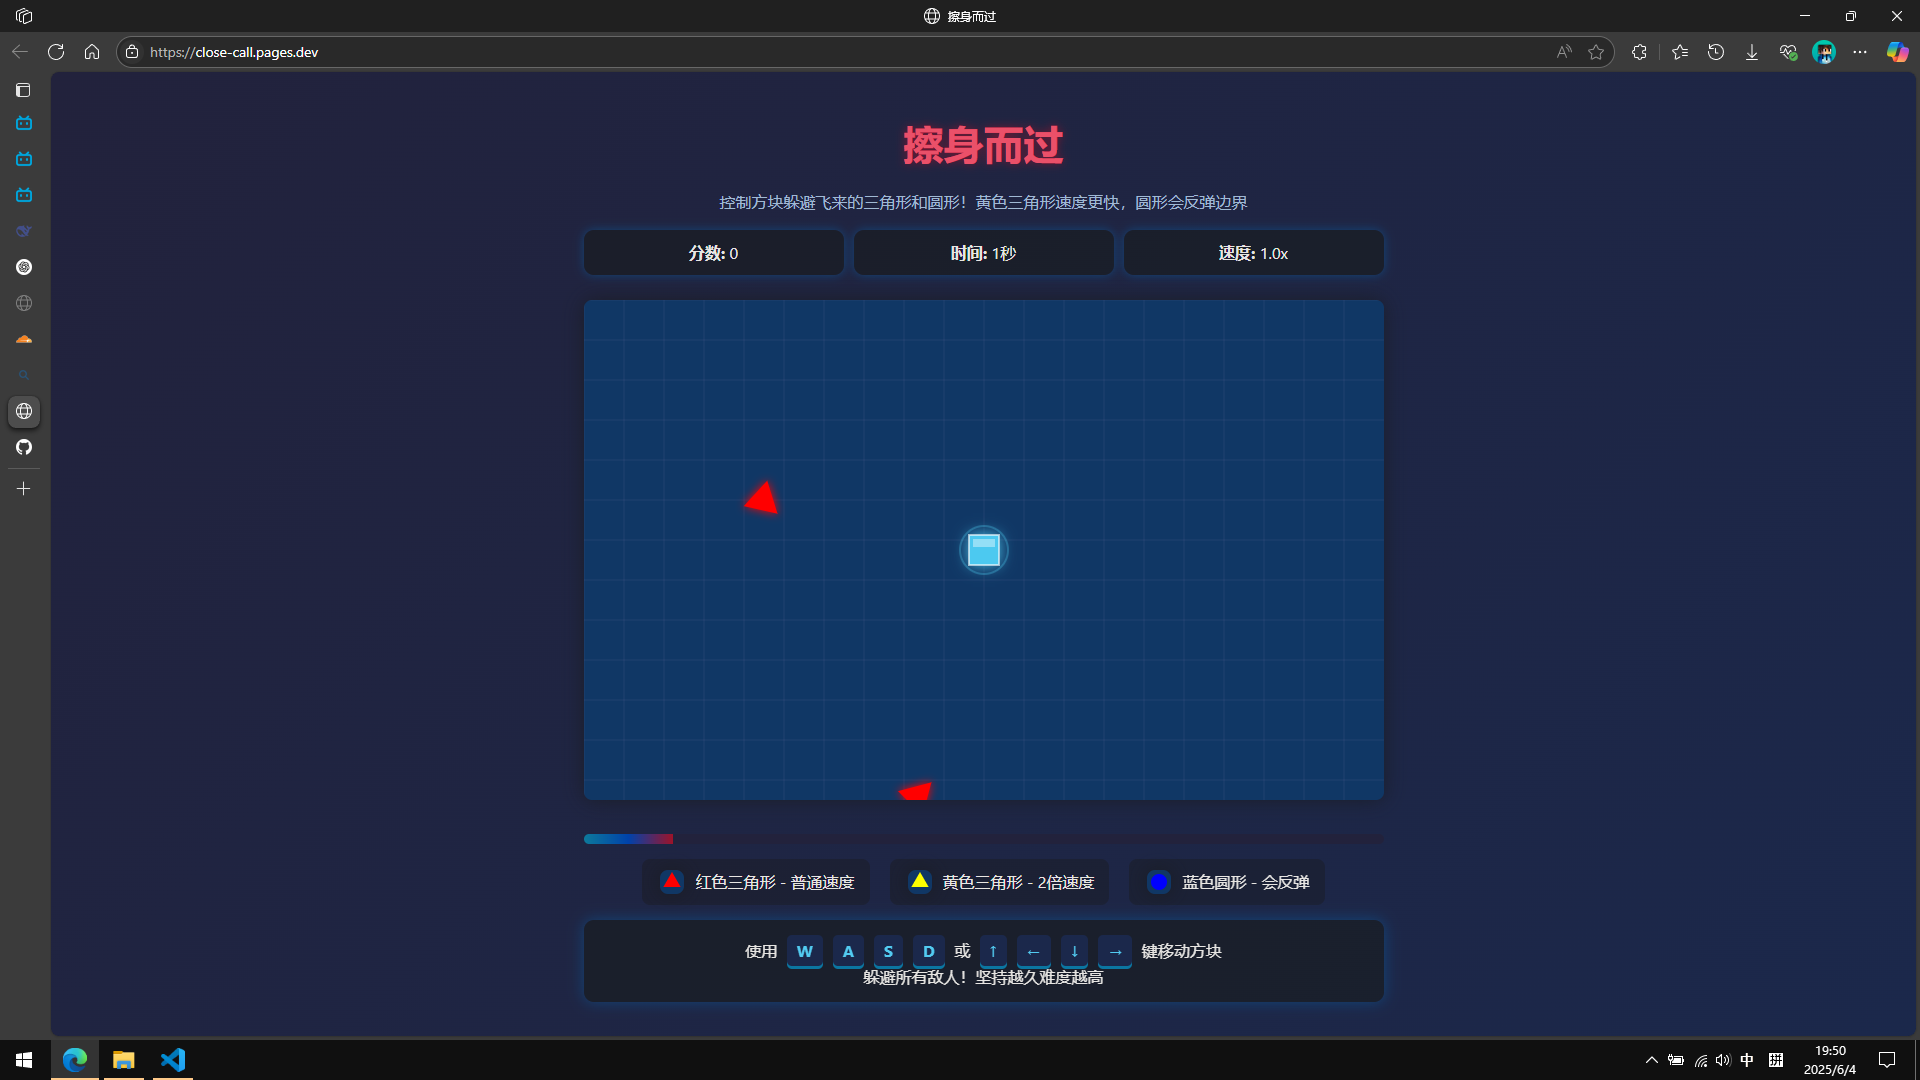 擦身而过
https://close-call.pages.dev
擦身而过
控制方块躲避飞来的三角形和圆形！黄色三角形速度更快，圆形会反弹边界
分数: 0
时间: 1秒
速度: 1.0x
红色三角形 - 普通速度
黄色三角形 - 2倍速度
蓝色圆形 - 会反弹
使用 W A S D 或 ↑ ← ↓ → 键移动方块
躲避所有敌人！坚持越久难度越高
中
拼
19:50
2025/6/4